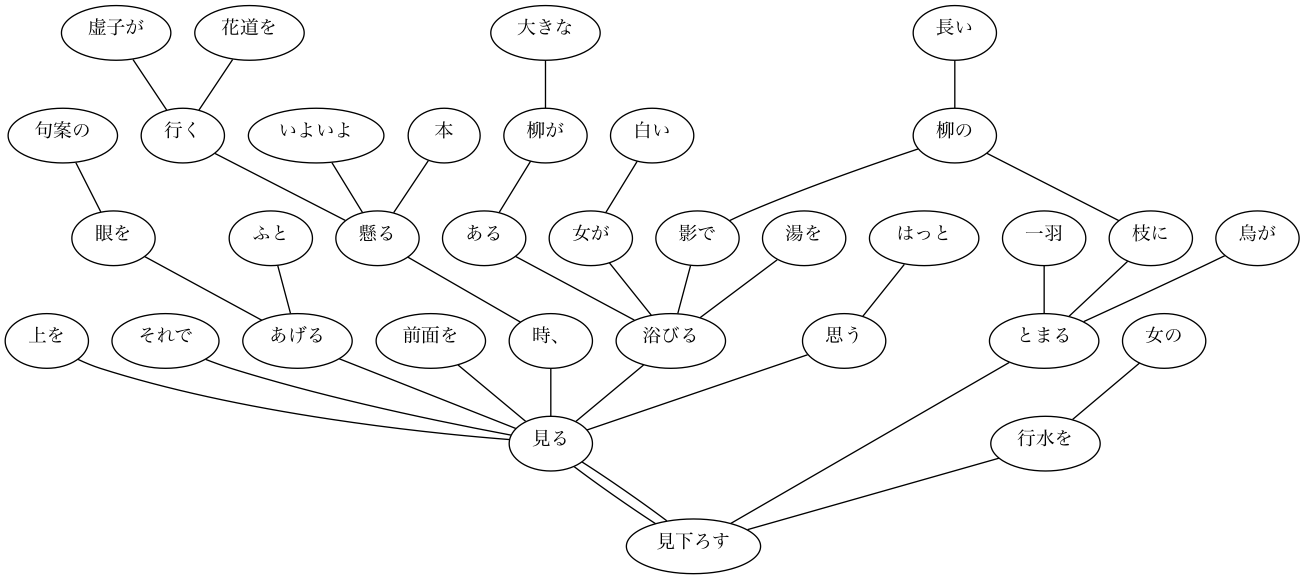 虚子が 花道を 大きな 長い
句案の 行く いよいよ 本 柳が 白い 柳の
眼を ふと 懸る ある 女が 影で 湯を はっと 一羽 枝に 烏が
上を それで あげる 前面を 時、 浴びる 思う とまる 女の
見る 行水を
見下ろす